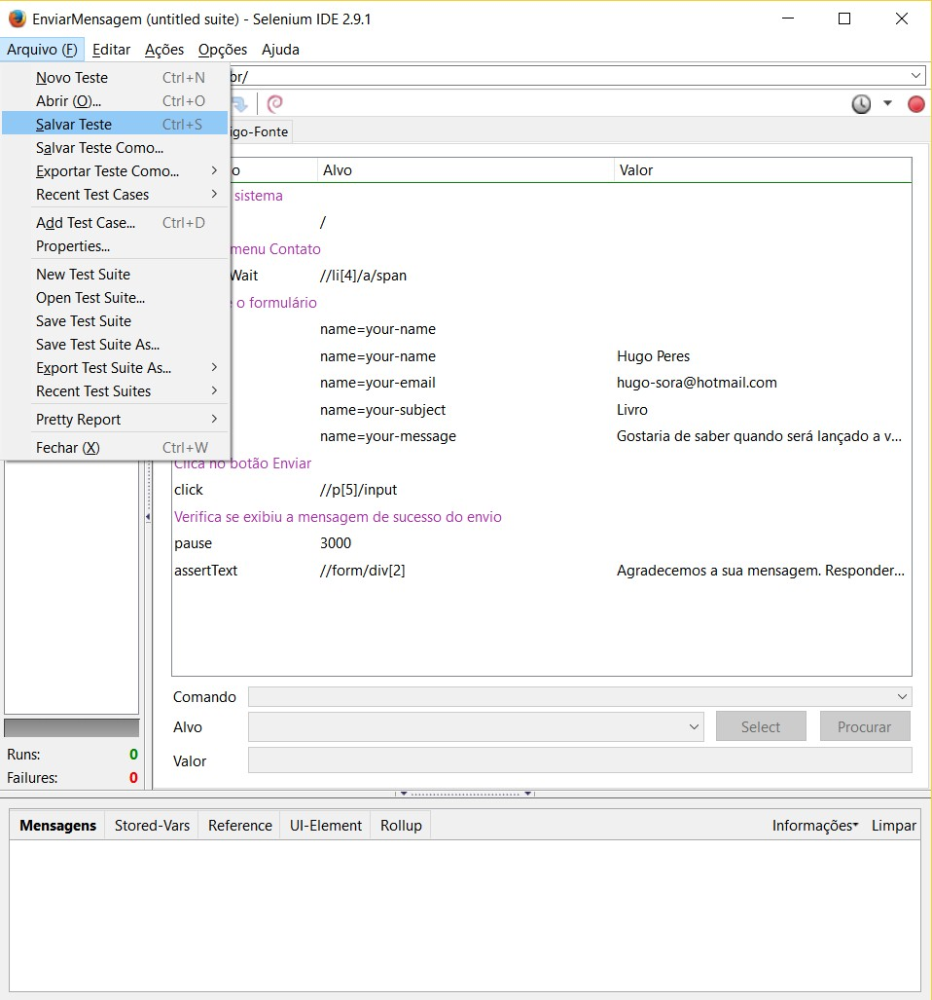 EnviarMensagem (untitled suite) - Selenium IDE 2.9.1
Arquivo (F) Editar Ações Opções Ajuda
Novo Teste Ctrl+N
Abrir (O)... Ctrl+O
Salvar Teste Ctrl+S
Salvar Teste Como...
Exportar Teste Como...
Recent Test Cases
Add Test Case... Ctrl+D
Properties...
New Test Suite
Open Test Suite...
Save Test Suite
Save Test Suite As...
Export Test Suite As...
Recent Test Suites
Pretty Report
Fechar (X) Ctrl+W
br/
igo-Fonte
o Alvo Valor
sistema
/
menu Contato
Wait //li[4]/a/span
o formulário
name=your-name
name=your-name Hugo Peres
name=your-email hugo-sora@hotmail.com
name=your-subject Livro
name=your-message Gostaria de saber quando será lançado a v...
Clica no botão Enviar
click //p[5]/input
Verifica se exibiu a mensagem de sucesso do envio
pause 3000
assertText //form/div[2] Agradecemos a sua mensagem. Responder...
Comando
Alvo Select Procurar
Valor
Runs: 0
Failures: 0
Mensagens Stored-Vars Reference UI-Element Rollup Informações Limpar